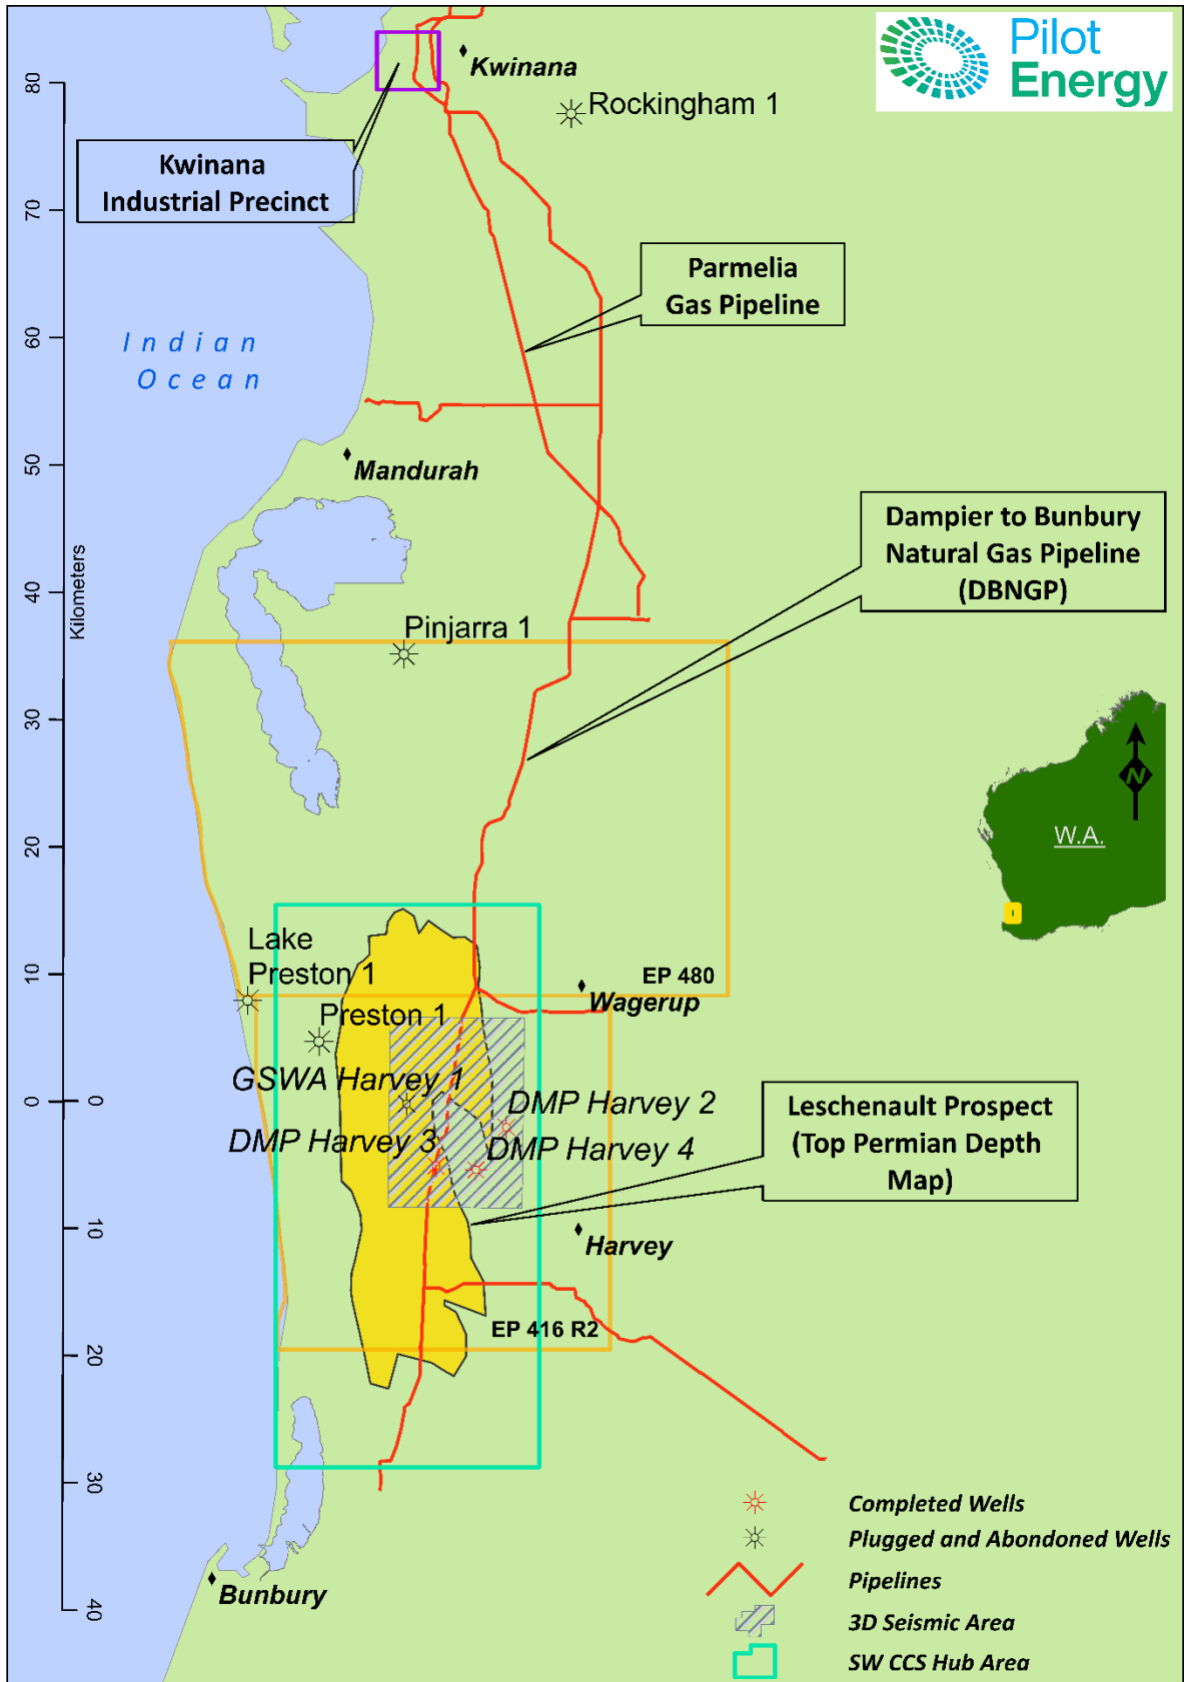 Pilot
Energy
Kwinana
Rockingham 1
Kwinana
Industrial Precinct
Parmelia
Gas Pipeline
Indian
Ocean
Mandurah
Dampier to Bunbury
Natural Gas Pipeline
(DBNGP)
Pinjarra 1
N
W.A.
Lake
Preston 1
EP 480
Wagerup
Preston 1
GSWA Harvey 1
DMP Harvey 2
DMP Harvey 3
DMP Harvey 4
Leschenault Prospect
(Top Permian Depth
Map)
Harvey
EP 416 R2
Bunbury
80
70
60
50
Kilometers
40
30
20
10
0
0
10
20
30
40
Completed Wells
Plugged and Abondoned Wells
Pipelines
3D Seismic Area
SW CCS Hub Area